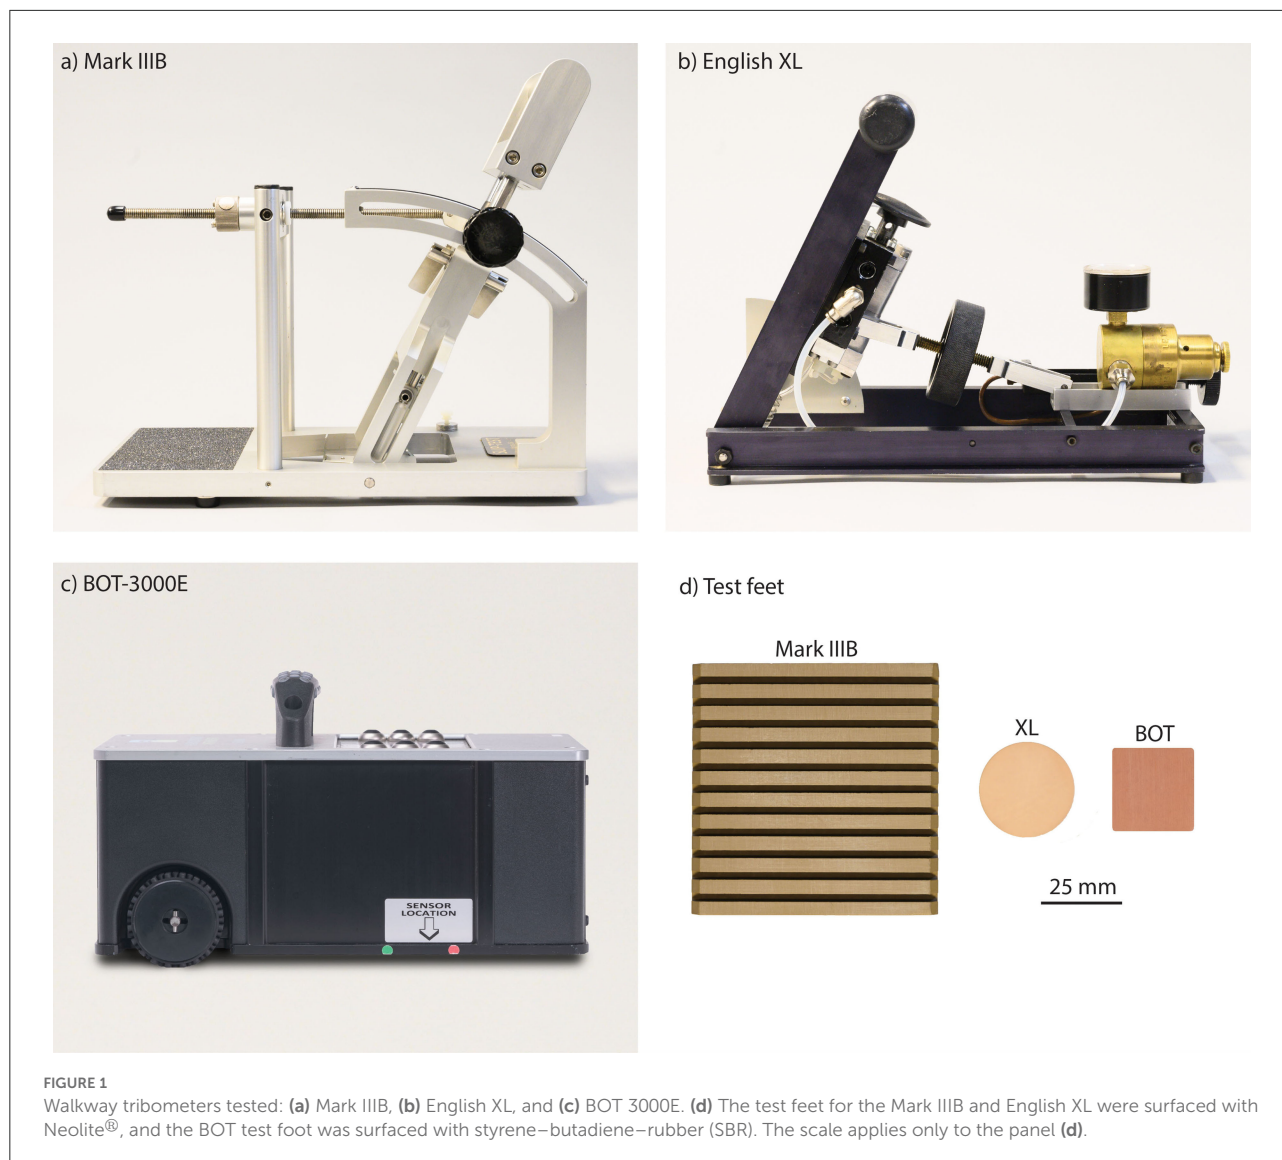 a) Mark IIIB
b) English XL
c) BOT-3000E
SENSOR
LOCATION
d) Test feet
Mark IIIB
XL
BOT
25 mm
FIGURE 1
Walkway tribometers tested: (a) Mark IIIB, (b) English XL, and (c) BOT 3000E. (d) The test feet for the Mark IIIB and English XL were surfaced with
Neolite®, and the BOT test foot was surfaced with styrene–butadiene–rubber (SBR). The scale applies only to the panel (d).